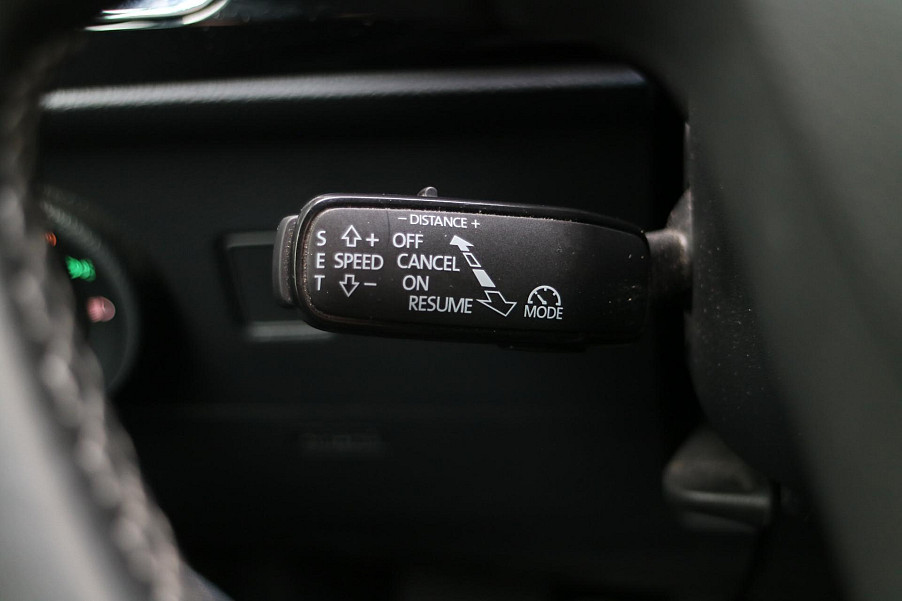 - DISTANCE +
S + OFF
E SPEED CANCEL
T - ON
RESUME
MODE